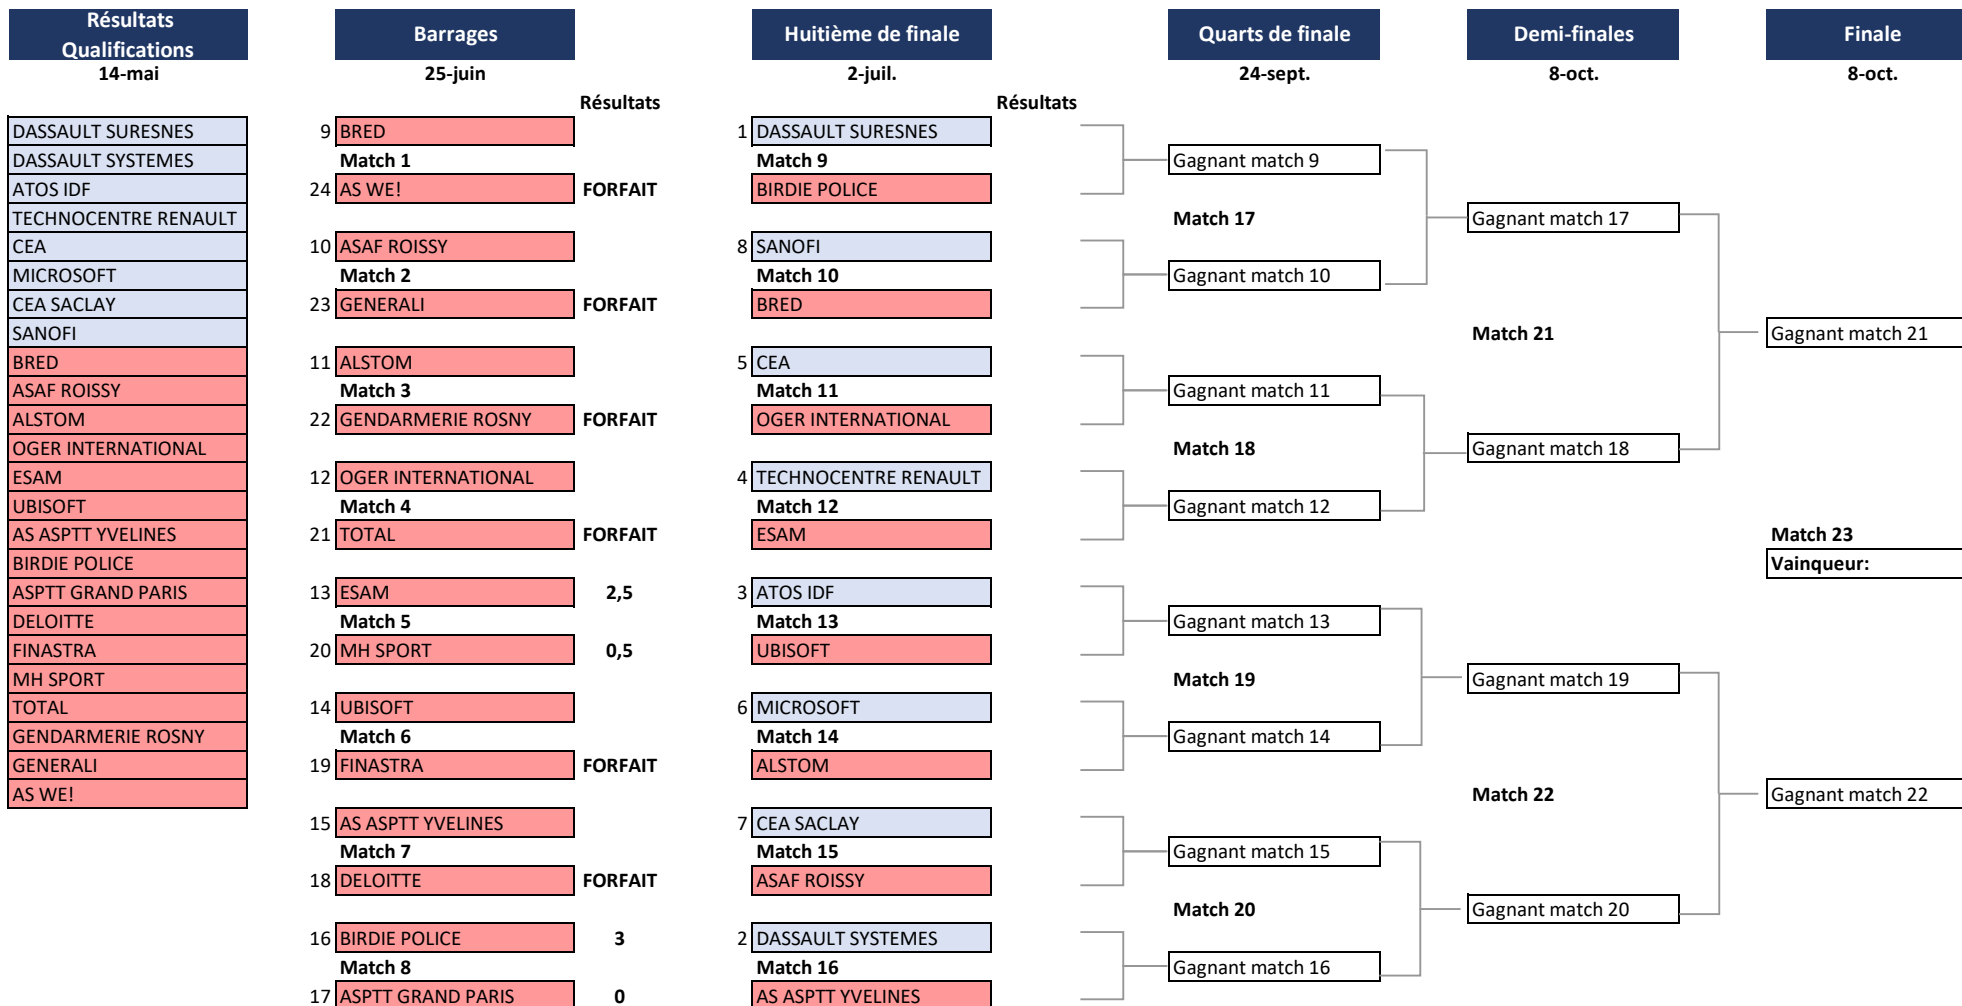 Résultats
Qualifications
Barrages
Huitième de finale
Quarts de finale
Demi-finales
Finale
14-mai
25-juin
2-juil.
24-sept.
8-oct.
8-oct.
Résultats
Résultats
DASSAULT SURESNES
DASSAULT SYSTEMES
ATOS IDF
TECHNOCENTRE RENAULT
CEA
MICROSOFT
CEA SACLAY
SANOFI
BRED
ASAF ROISSY
ALSTOM
OGER INTERNATIONAL
ESAM
UBISOFT
AS ASPTT YVELINES
BIRDIE POLICE
ASPTT GRAND PARIS
DELOITTE
FINASTRA
MH SPORT
TOTAL
GENDARMERIE ROSNY
GENERALI
AS WE!
9 BRED
Match 1
24 AS WE! FORFAIT
10 ASAF ROISSY
Match 2
23 GENERALI FORFAIT
11 ALSTOM
Match 3
22 GENDARMERIE ROSNY FORFAIT
12 OGER INTERNATIONAL
Match 4
21 TOTAL FORFAIT
13 ESAM 2,5
Match 5
20 MH SPORT 0,5
14 UBISOFT
Match 6
19 FINASTRA FORFAIT
15 AS ASPTT YVELINES
Match 7
18 DELOITTE FORFAIT
16 BIRDIE POLICE 3
Match 8
17 ASPTT GRAND PARIS 0
1 DASSAULT SURESNES
Match 9
BIRDIE POLICE
8 SANOFI
Match 10
BRED
5 CEA
Match 11
OGER INTERNATIONAL
4 TECHNOCENTRE RENAULT
Match 12
ESAM
3 ATOS IDF
Match 13
UBISOFT
6 MICROSOFT
Match 14
ALSTOM
7 CEA SACLAY
Match 15
ASAF ROISSY
2 DASSAULT SYSTEMES
Match 16
AS ASPTT YVELINES
Gagnant match 9
Match 17
Gagnant match 10
Gagnant match 11
Match 18
Gagnant match 12
Gagnant match 13
Match 19
Gagnant match 14
Gagnant match 15
Match 20
Gagnant match 16
Gagnant match 17
Match 21
Gagnant match 18
Gagnant match 19
Match 22
Gagnant match 20
Gagnant match 21
Match 23
Vainqueur:
Gagnant match 22